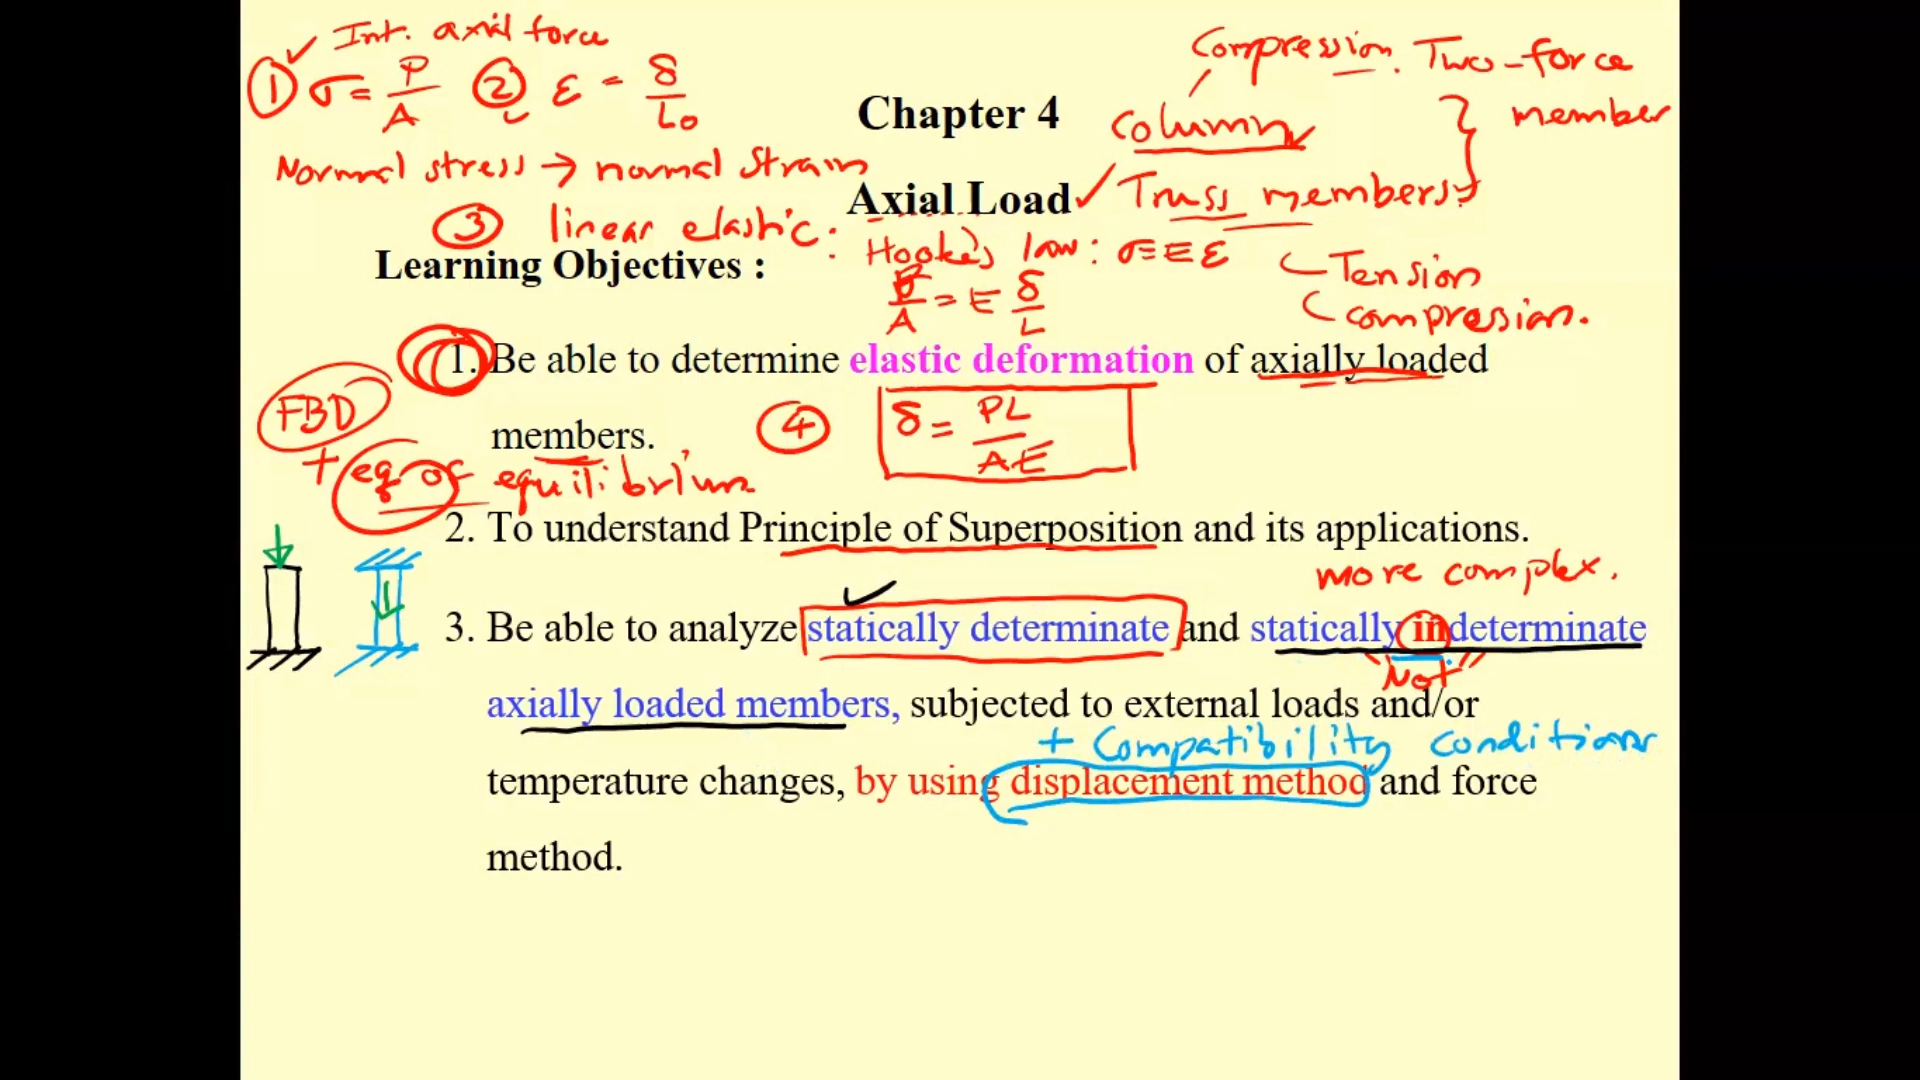 Int. axial force
Compression. Two-force
① σ = P/A ② ε = δ/L₀
member
Chapter 4
Column
Normal stress → normal strain
Axial Load
Truss members
③ linear elastic:
Hooke's law: σ=Eε
Learning Objectives :
Tension
P/A = E δ/L
compression.
1. Be able to determine elastic deformation of axially loaded
FBD
members.
④ δ = PL/AE
+ eq of equilibrium
2. To understand Principle of Superposition and its applications.
more complex.
3. Be able to analyze statically determinate and statically indeterminate
"Not"
axially loaded members, subjected to external loads and/or
+ Compatibility conditions
temperature changes, by using displacement method and force
method.